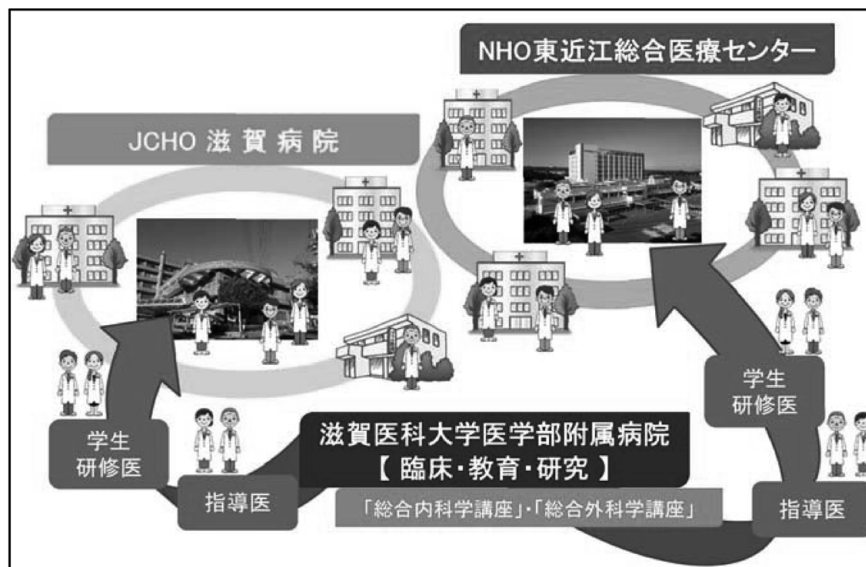 NHO東近江総合医療センター
JCHO 滋賀病院
学生
研修医
指導医
滋賀医科大学医学部附属病院
【 臨床・教育・研究 】
「総合内科学講座」・「総合外科学講座」
学生
研修医
指導医